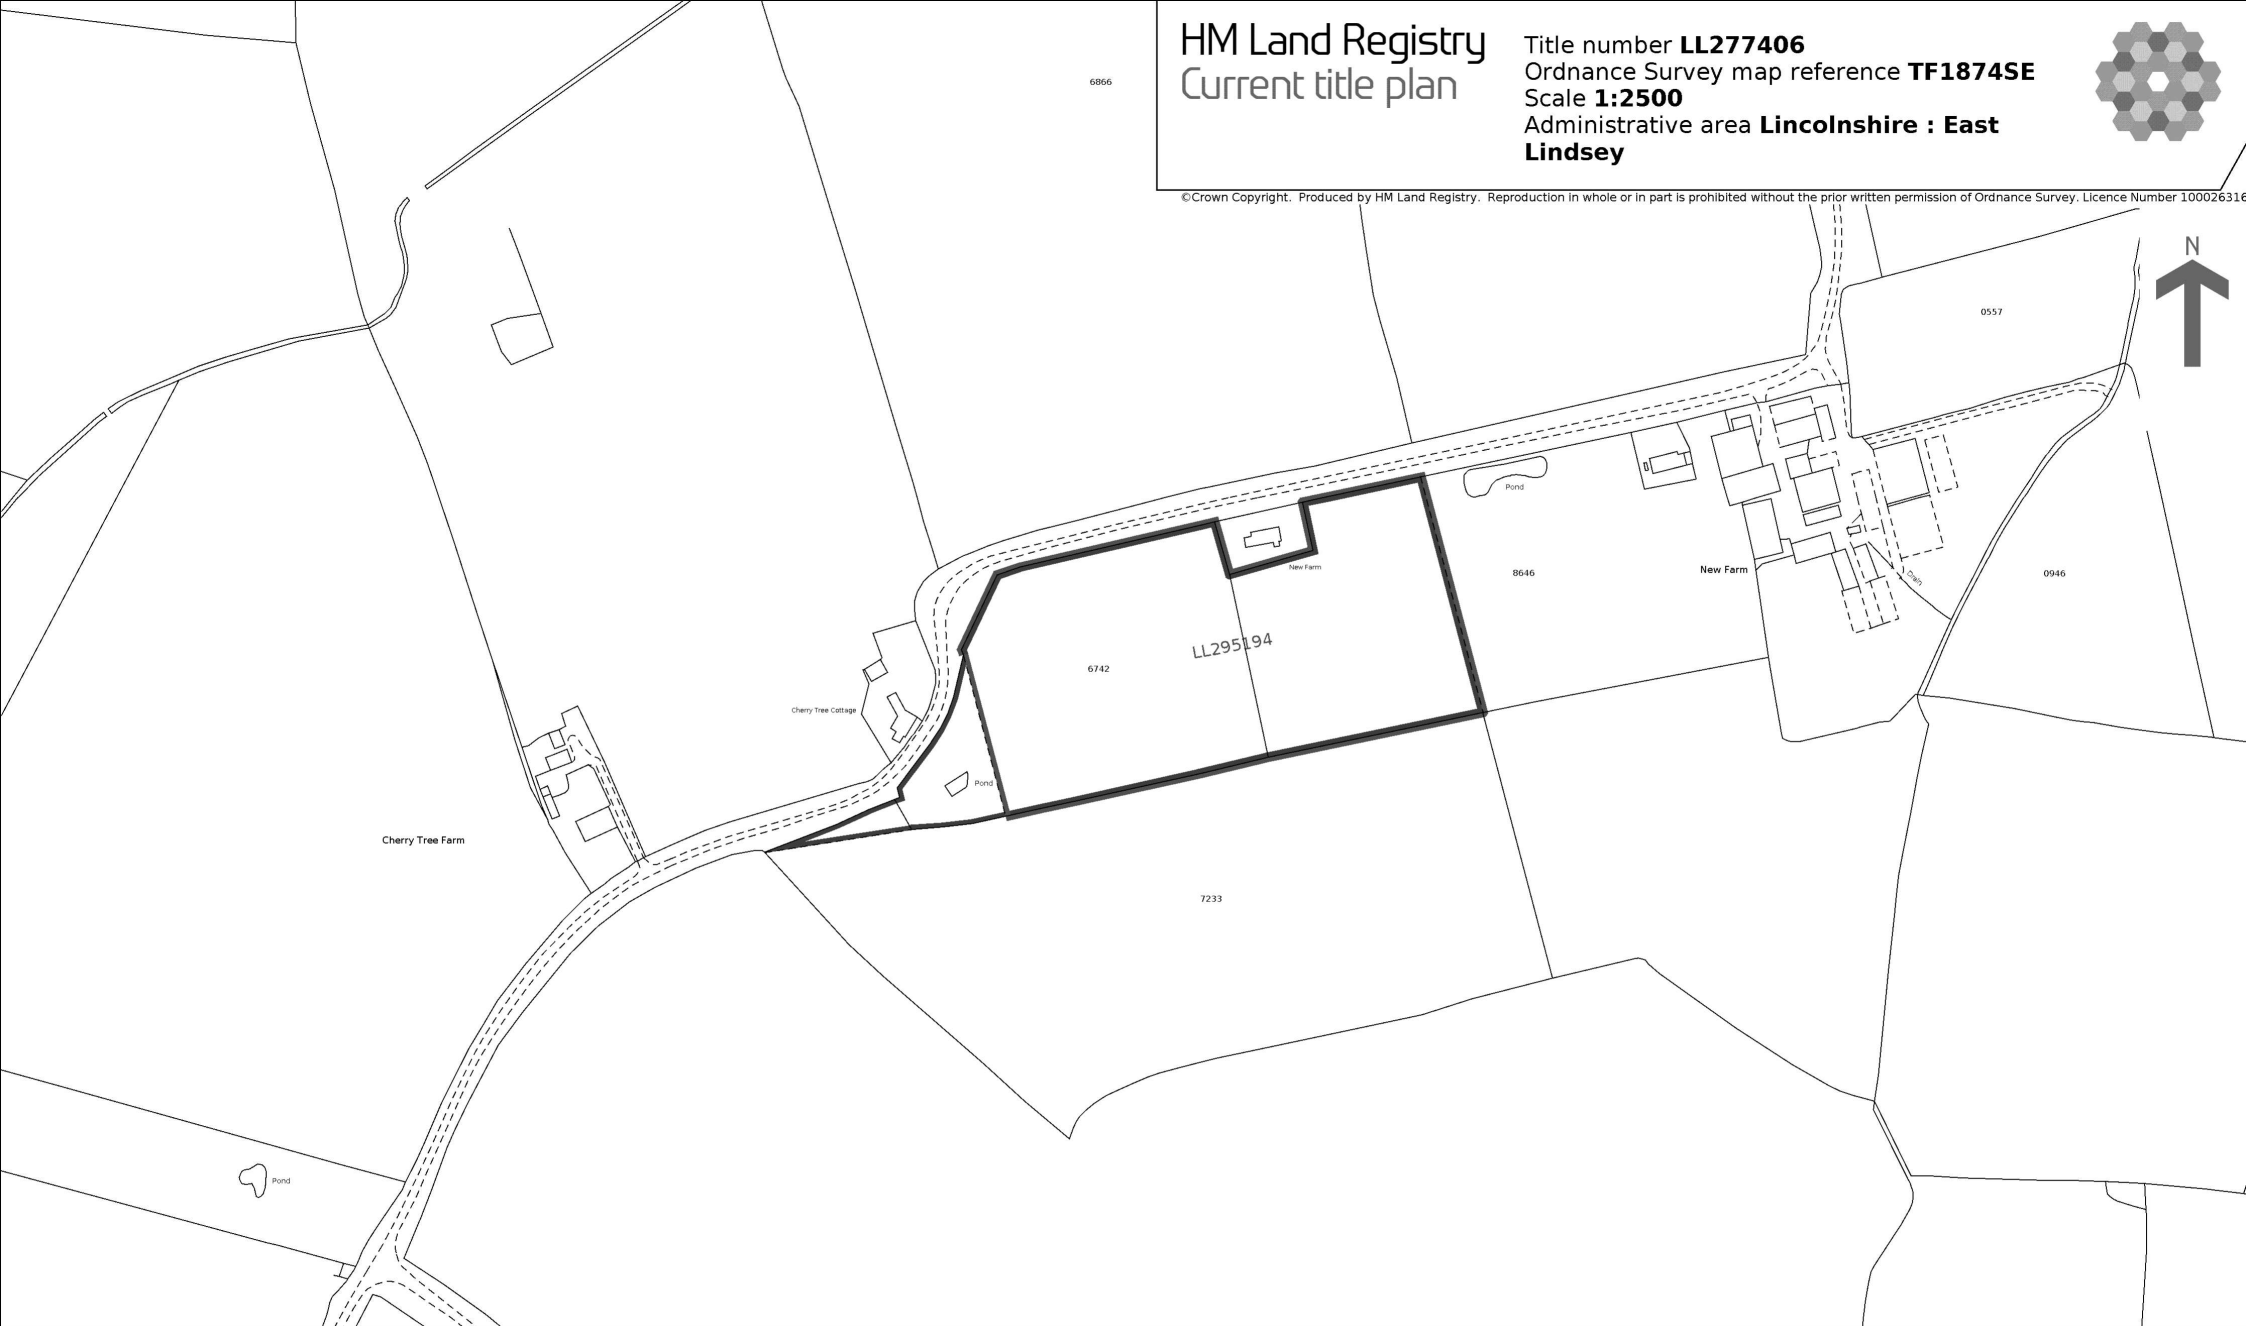 HM Land Registry
Current title plan
Title number LL277406
Ordnance Survey map reference TF1874SE
Scale 1:2500
Administrative area Lincolnshire : East
Lindsey
©Crown Copyright. Produced by HM Land Registry. Reproduction in whole or in part is prohibited without the prior written permission of Ordnance Survey. Licence Number 100026316
6866
N
0557
Pond
New Farm
8646
New Farm
Drain
0946
LL295194
6742
Cherry Tree Cottage
Pond
Cherry Tree Farm
7233
Pond